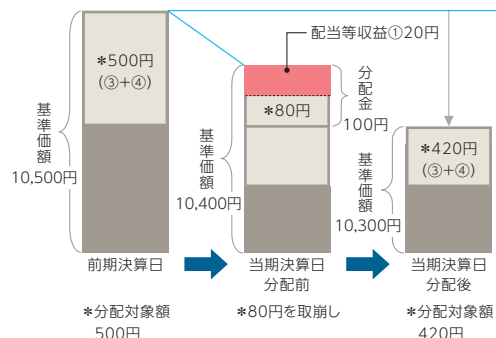 配当等収益①20円
＊500円
(③＋④)
基準価額
10,500円
前期決算日
＊分配対象額
500円
分配金
100円
＊80円
基準価額
10,400円
当期決算日
分配前
＊80円を取崩し
＊420円
(③＋④)
基準価額
10,300円
当期決算日
分配後
＊分配対象額
420円